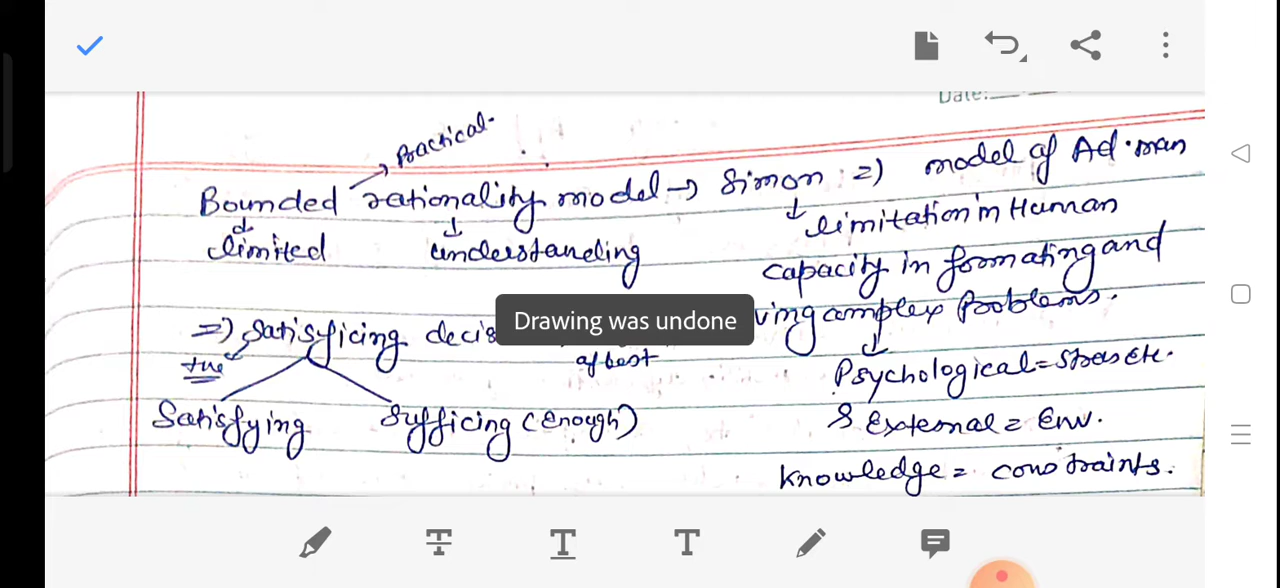 Date:
Practical-
Bounded rationality model → Simon => model of Ad.man
limited understanding limitation in Human
capacity in formating and
ving complex Problems.
Drawing was undone
=) Satisficing decis
of best
+ve
Psychological = Stress etc.
Satisfying Sufficing (Enough)
& External = Env.
Knowledge = constraints.